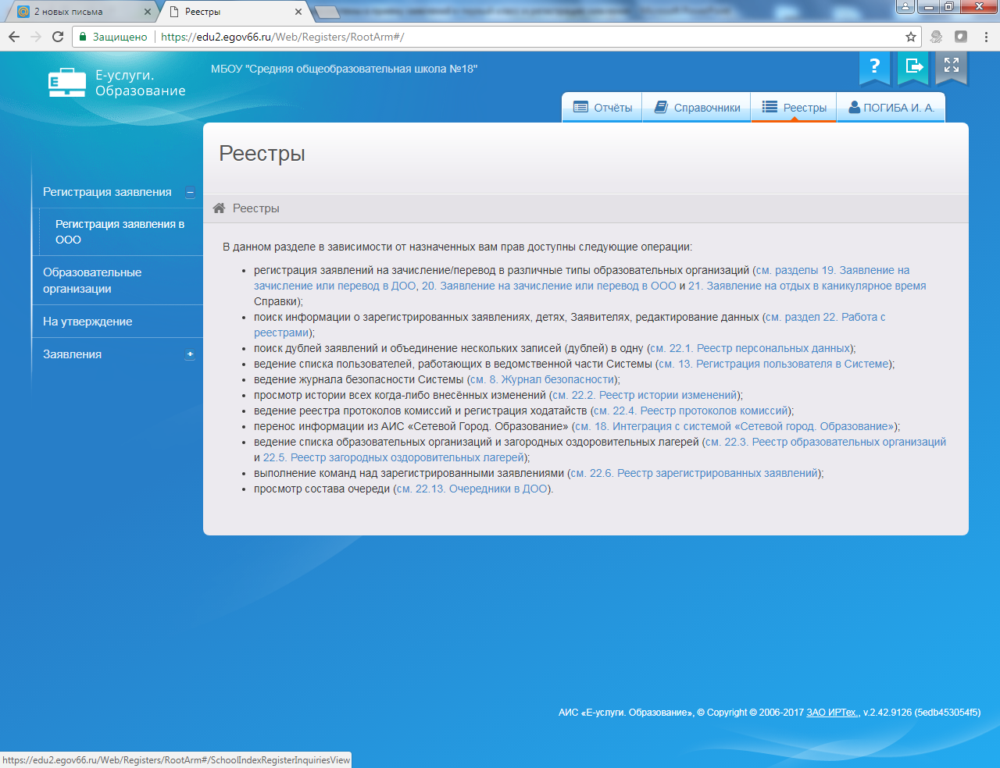 2 новых письма
Реестры
Защищено
https://edu2.egov66.ru/Web/Registers/RootArm#/
Е-услуги.
Образование
МБОУ "Средняя общеобразовательная школа №18"
?
Отчёты
Справочники
Реестры
ПОГИБА И. А.
Реестры
Реестры
Регистрация заявления
Регистрация заявления в
ООО
Образовательные
организации
На утверждение
Заявления
В данном разделе в зависимости от назначенных вам прав доступны следующие операции:
• регистрация заявлений на зачисление/перевод в различные типы образовательных организаций (см. разделы 19. Заявление на
зачисление или перевод в ДОО, 20. Заявление на зачисление или перевод в ООО и 21. Заявление на отдых в каникулярное время
Справки);
• поиск информации о зарегистрированных заявлениях, детях, Заявителях, редактирование данных (см. раздел 22. Работа с
реестрами);
• поиск дублей заявлений и объединение нескольких записей (дублей) в одну (см. 22.1. Реестр персональных данных);
• ведение списка пользователей, работающих в ведомственной части Системы (см. 13. Регистрация пользователя в Системе);
• ведение журнала безопасности Системы (см. 8. Журнал безопасности);
• просмотр истории всех когда-либо внесённых изменений (см. 22.2. Реестр истории изменений);
• ведение реестра протоколов комиссий и регистрация ходатайств (см. 22.4. Реестр протоколов комиссий);
• перенос информации из АИС «Сетевой Город. Образование» (см. 18. Интеграция с системой «Сетевой город. Образование»);
• ведение списка образовательных организаций и загородных оздоровительных лагерей (см. 22.3. Реестр образовательных организаций
и 22.5. Реестр загородных оздоровительных лагерей);
• выполнение команд над зарегистрированными заявлениями (см. 22.6. Реестр зарегистрированных заявлений);
• просмотр состава очереди (см. 22.13. Очередники в ДОО).
АИС «Е-услуги. Образование», © Copyright © 2006-2017 ЗАО ИРТех., v.2.42.9126 (5edb453054f5)
https://edu2.egov66.ru/Web/Registers/RootArm#/SchoolIndexRegisterInquiriesView